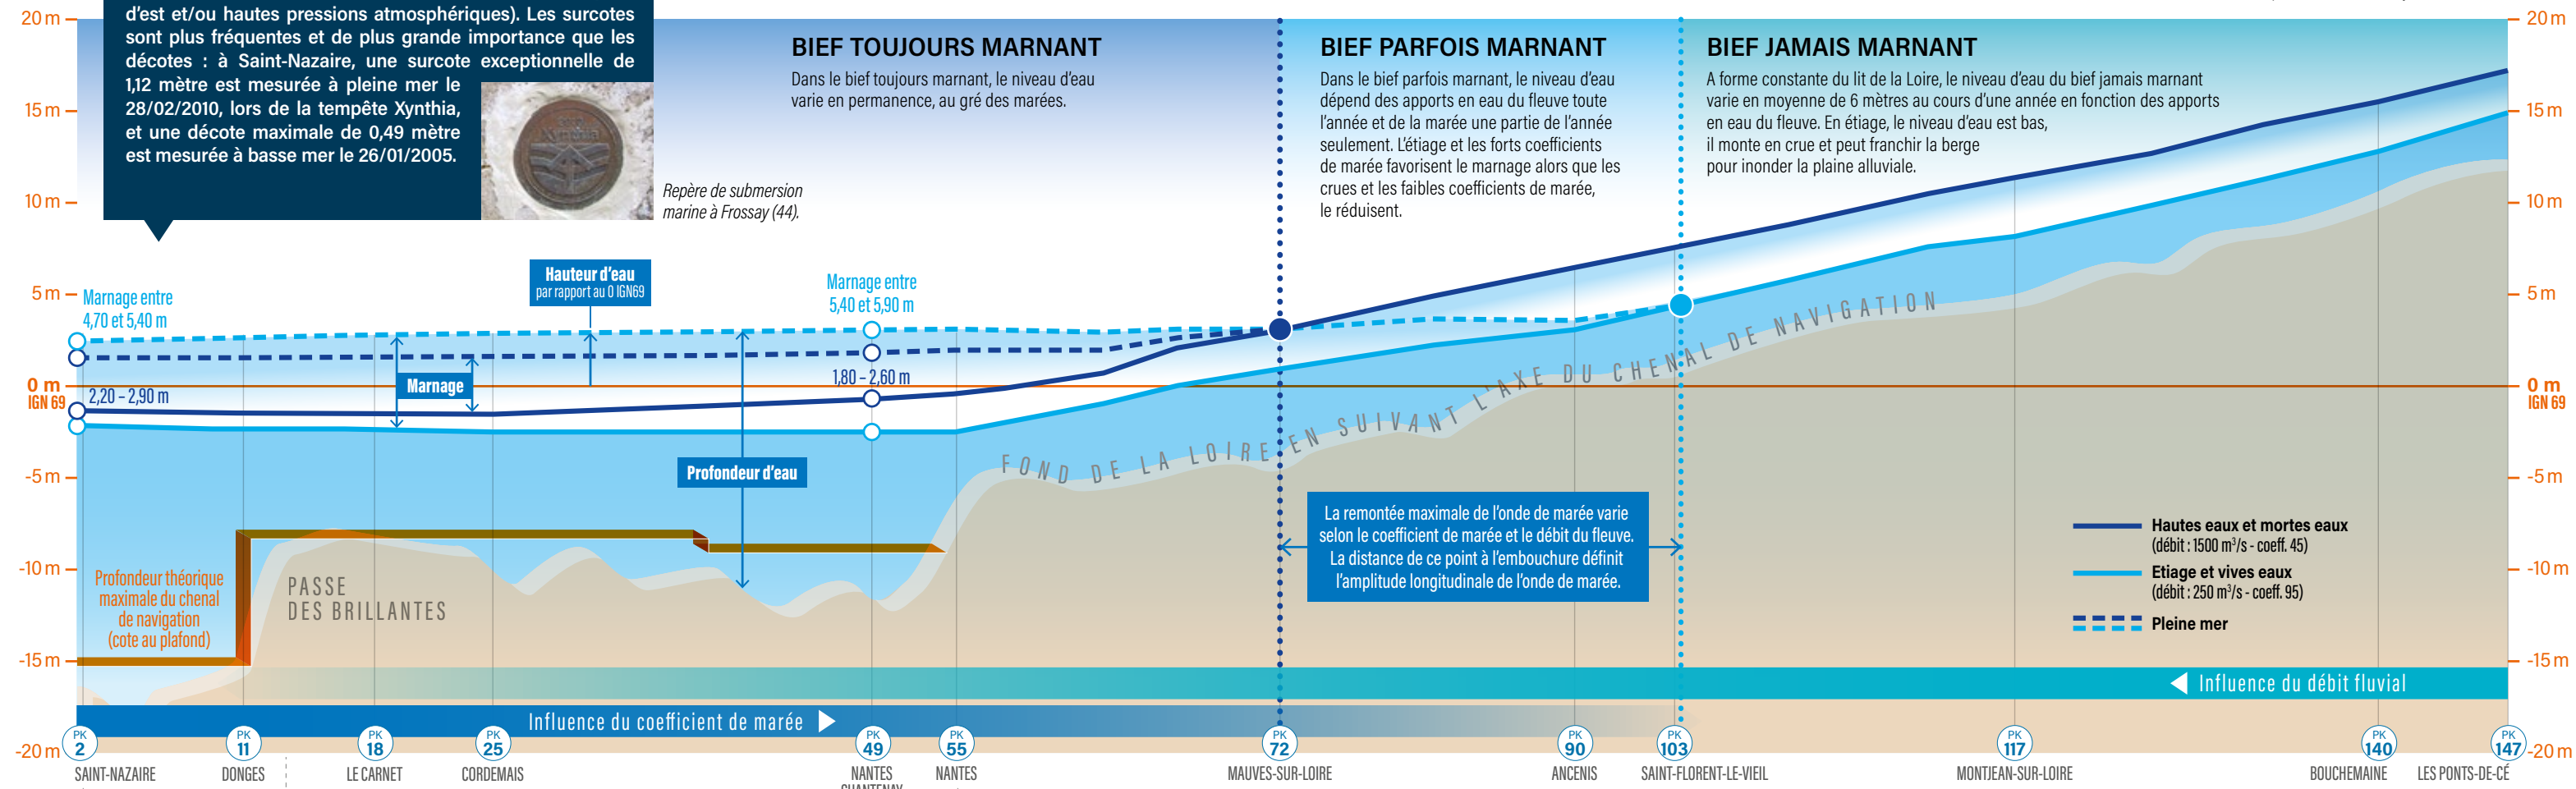 d'est et/ou hautes pressions atmosphériques). Les surcotes
sont plus fréquentes et de plus grande importance que les
décotes : à Saint-Nazaire, une surcote exceptionnelle de
1,12 mètre est mesurée à pleine mer le
28/02/2010, lors de la tempête Xynthia,
et une décote maximale de 0,49 mètre
est mesurée à basse mer le 26/01/2005.
Xynthia
Repère de submersion
marine à Frossay (44).
BIEF TOUJOURS MARNANT
Dans le bief toujours marnant, le niveau d'eau
varie en permanence, au gré des marées.
BIEF PARFOIS MARNANT
Dans le bief parfois marnant, le niveau d'eau
dépend des apports en eau du fleuve toute
l'année et de la marée une partie de l'année
seulement. L'étiage et les forts coefficients
de marée favorisent le marnage alors que les
crues et les faibles coefficients de marée,
le réduisent.
BIEF JAMAIS MARNANT
A forme constante du lit de la Loire, le niveau d'eau du bief jamais marnant
varie en moyenne de 6 mètres au cours d'une année en fonction des apports
en eau du fleuve. En étiage, le niveau d'eau est bas,
il monte en crue et peut franchir la berge
pour inonder la plaine alluviale.
20 m
15 m
10 m
5 m
0 m
IGN 69
-5 m
-10 m
-15 m
-20 m
20 m
15 m
10 m
5 m
0 m
IGN 69
-5 m
-10 m
-15 m
-20 m
Marnage entre
4,70 et 5,40 m
2,20 – 2,90 m
Hauteur d'eau
par rapport au 0 IGN69
Marnage
Marnage entre
5,40 et 5,90 m
1,80 – 2,60 m
Profondeur d'eau
FOND DE LA LOIRE EN SUIVANT L'AXE DU CHENAL DE NAVIGATION
Profondeur théorique
maximale du chenal
de navigation
(cote au plafond)
PASSE
DES BRILLANTES
La remontée maximale de l'onde de marée varie
selon le coefficient de marée et le débit du fleuve.
La distance de ce point à l'embouchure définit
l'amplitude longitudinale de l'onde de marée.
Hautes eaux et mortes eaux
(débit : 1500 m³/s - coeff. 45)
Etiage et vives eaux
(débit : 250 m³/s - coeff. 95)
Pleine mer
Influence du débit fluvial
Influence du coefficient de marée
PK 2
PK 11
PK 18
PK 25
PK 49
PK 55
PK 72
PK 90
PK 103
PK 117
PK 140
PK 147
SAINT-NAZAIRE
DONGES
LE CARNET
CORDEMAIS
NANTES
CHANTENAY
NANTES
MAUVES-SUR-LOIRE
ANCENIS
SAINT-FLORENT-LE-VIEIL
MONTJEAN-SUR-LOIRE
BOUCHEMAINE
LES PONTS-DE-CÉ